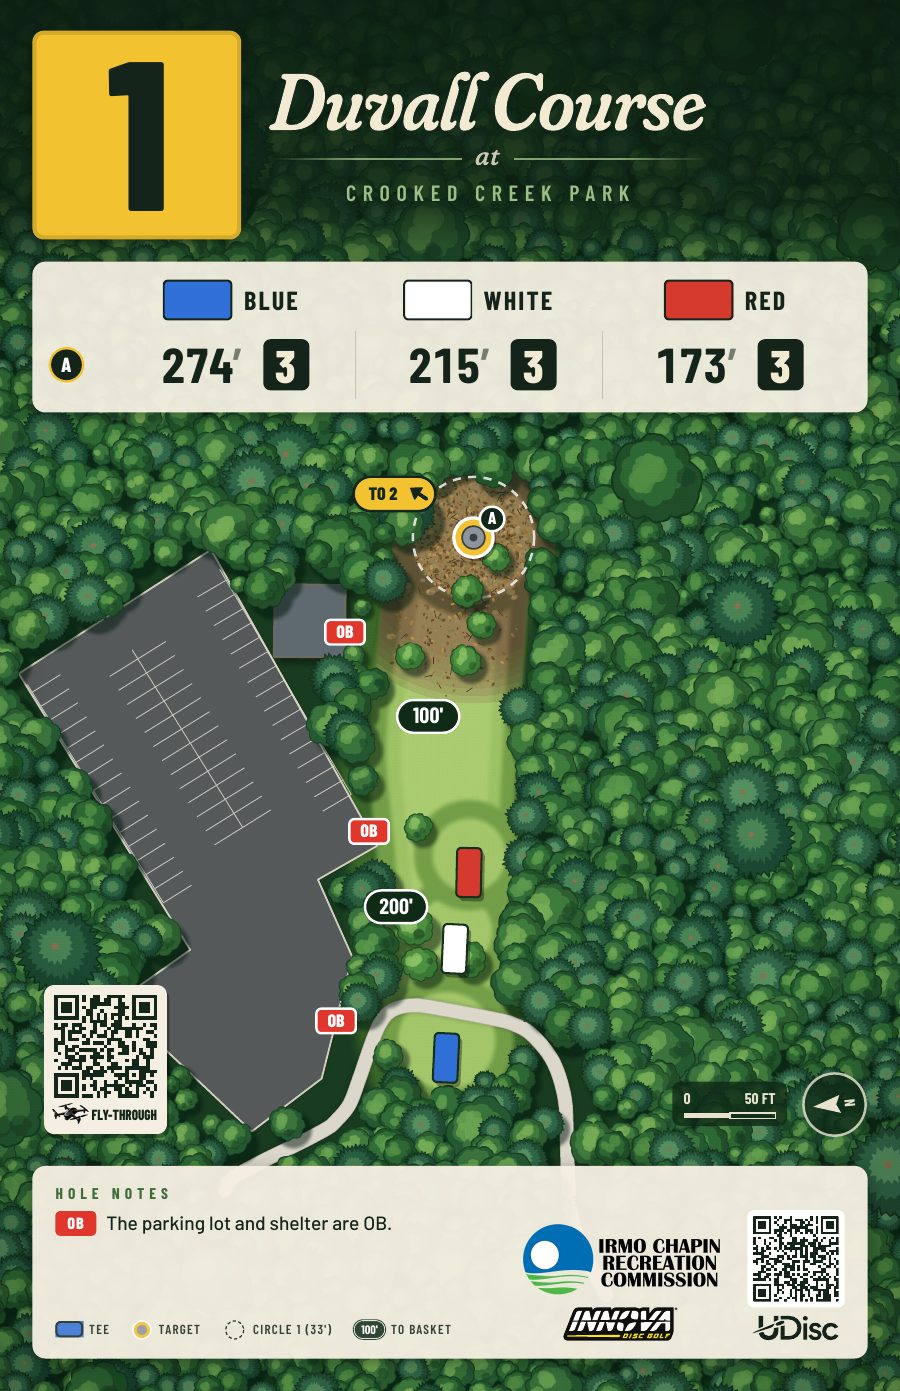 1
Duvall Course
at
CROOKED CREEK PARK
BLUE
WHITE
RED
A
274' 3
215' 3
173' 3
TO 2
A
OB
100'
OB
200'
OB
FLY-THROUGH
0 50 FT
N
HOLE NOTES
OB The parking lot and shelter are OB.
IRMO CHAPIN
RECREATION
COMMISSION
INNOVA
DISC GOLF
UDisc
TEE
TARGET
CIRCLE 1 (33')
100' TO BASKET